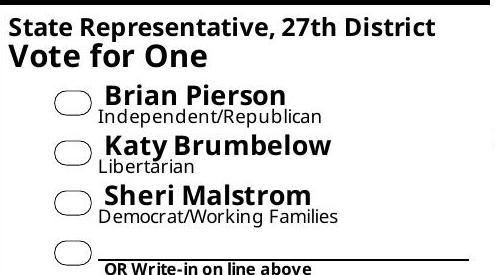 State Representative, 27th District
Vote for One
Brian Pierson
Independent/Republican
Katy Brumbelow
Libertarian
Sheri Malstrom
Democrat/Working Families
OR Write-in on line above